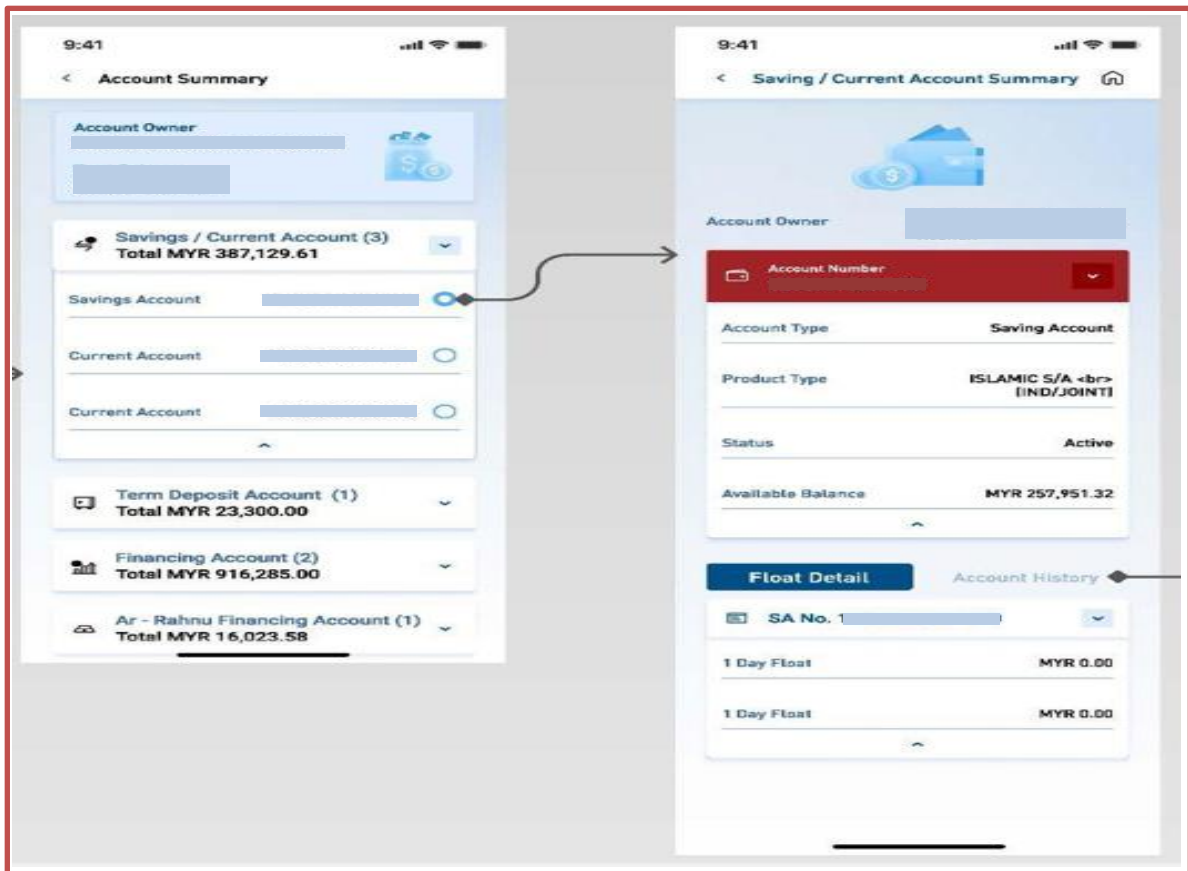 9:41
Account Summary
Account Owner
Savings / Current Account (3)
Total MYR 387,129.61
Savings Account
Current Account
Current Account
Term Deposit Account (1)
Total MYR 23,300.00
Financing Account (2)
Total MYR 916,285.00
Ar - Rahnu Financing Account (1)
Total MYR 16,023.58
9:41
Saving / Current Account Summary
Account Owner
Account Number
Account Type Saving Account
Product Type ISLAMIC S/A <br>
[IND/JOINT]
Status Active
Available Balance MYR 257,951.32
Float Detail Account History
SA No. 1
1 Day Float MYR 0.00
1 Day Float MYR 0.00